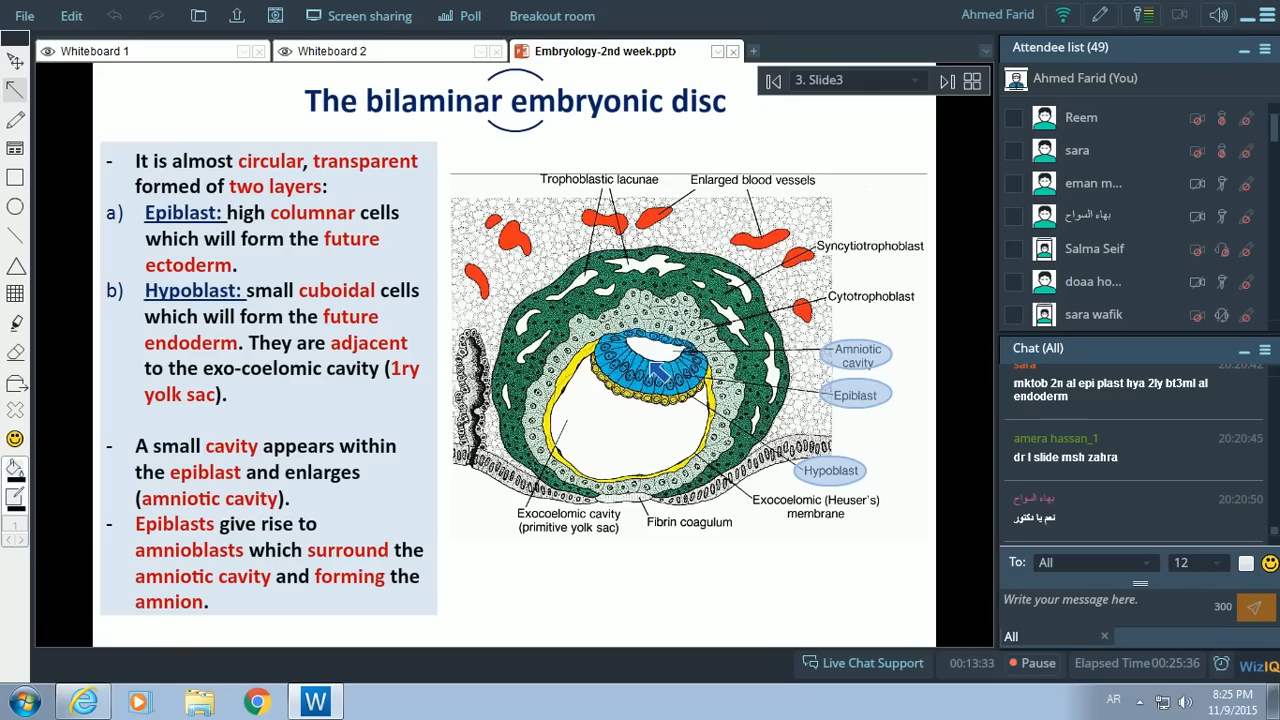 File Edit Screen sharing Poll Breakout room Ahmed Farid
Whiteboard 1
Whiteboard 2
Embryology-2nd week.ppt
3. Slide3
The bilaminar embryonic disc
- It is almost circular, transparent
formed of two layers:
a) Epiblast: high columnar cells
which will form the future
ectoderm.
b) Hypoblast: small cuboidal cells
which will form the future
endoderm. They are adjacent
to the exo-coelomic cavity (1ry
yolk sac).
- A small cavity appears within
the epiblast and enlarges
(amniotic cavity).
- Epiblasts give rise to
amnioblasts which surround the
amniotic cavity and forming the
amnion.
Trophoblastic lacunae
Enlarged blood vessels
Syncytiotrophoblast
Cytotrophoblast
Amniotic
cavity
Epiblast
Hypoblast
Exocoelomic (Heuser's)
membrane
Fibrin coagulum
Exocoelomic cavity
(primitive yolk sac)
Attendee list (49)
Ahmed Farid (You)
Reem
sara
eman m...
بهاء السواح
Salma Seif
doaa ho...
sara wafik
Chat (All)
sara 20:20:42
mktob 2n al epi plast hya 2ly bt3ml al
endoderm
amera hassan_1 20:20:45
dr l slide msh zahra
بهاء السواح 20:20:50
نعم يا دكتور
To: All 12
Write your message here. 300
All
Live Chat Support 00:13:33 Pause Elapsed Time 00:25:36 WizIQ
AR 8:25 PM
11/9/2015